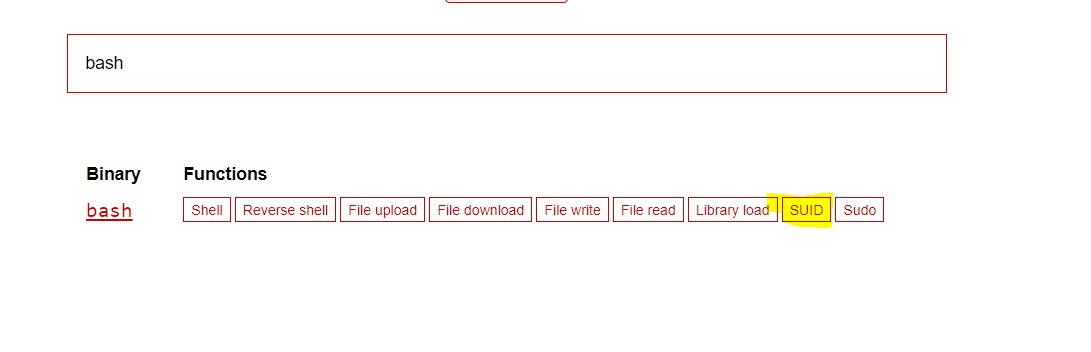 bash
Binary Functions
bash Shell Reverse shell File upload File download File write File read Library load SUID Sudo